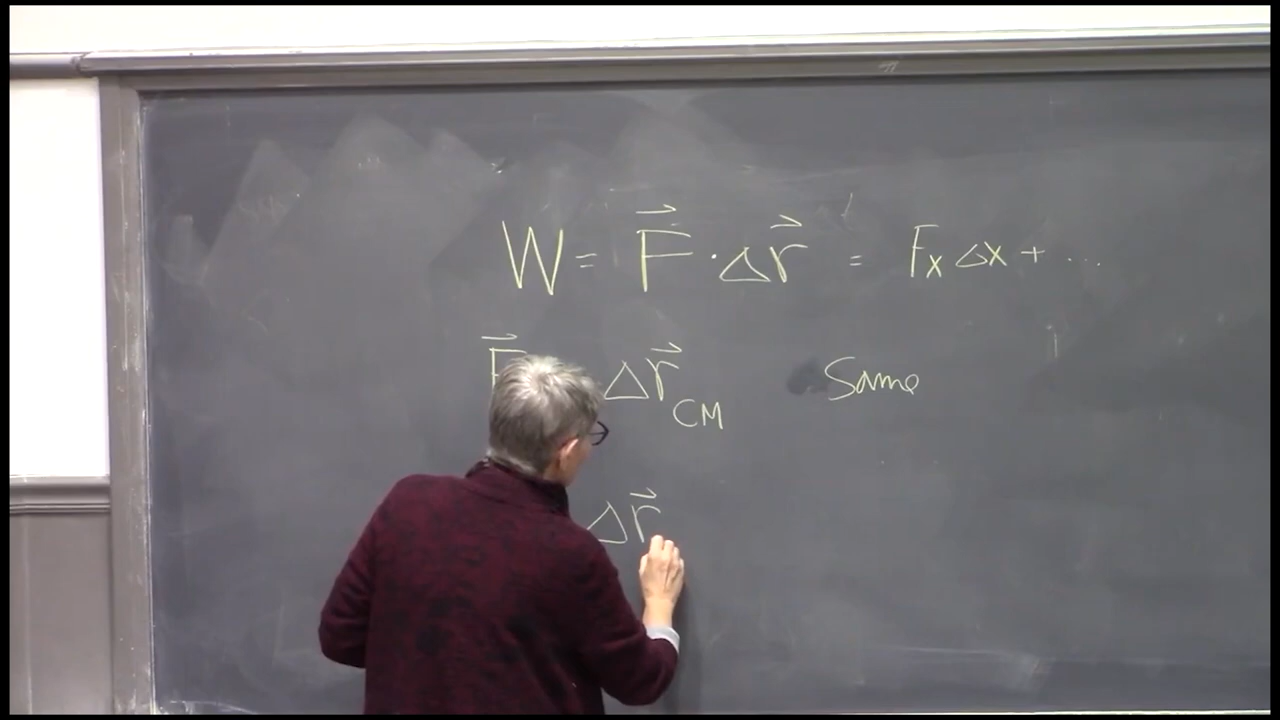 W = F⃗ · Δr⃗ = Fx Δx + ...
F⃗ Δr⃗CM Same
Δr⃗